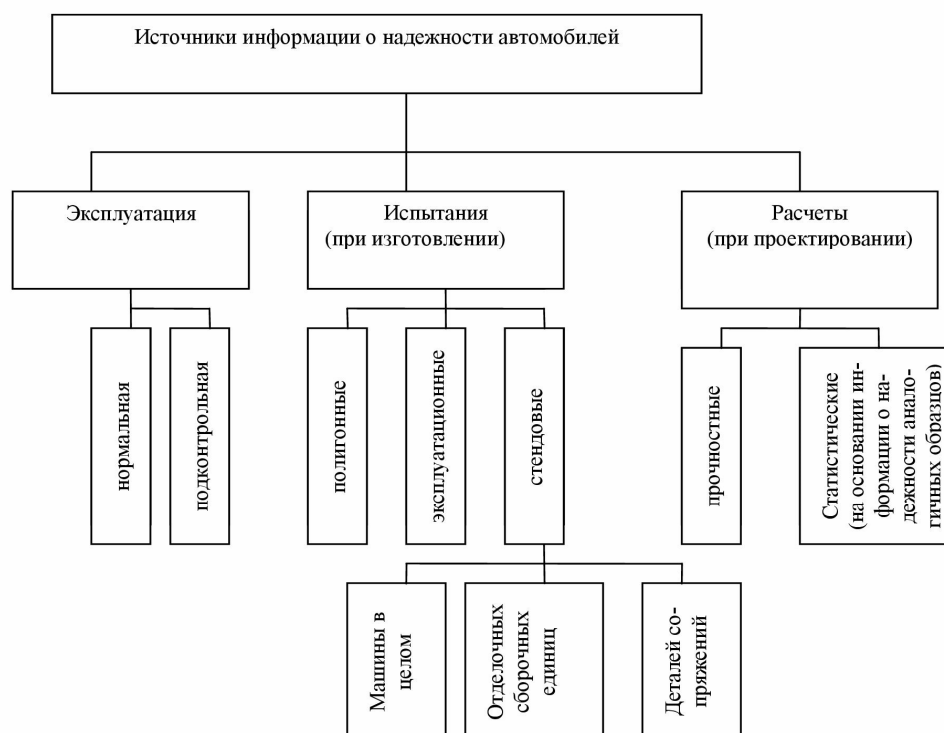 Источники информации о надежности автомобилей
Эксплуатация
Испытания
(при изготовлении)
Расчеты
(при проектировании)
нормальная
подконтрольная
полигонные
эксплуатационные
стендовые
прочностные
Статистические
(на основании ин-
формации о на-
дежности анало-
гичных образцов)
Машины в
целом
Отделочных
сборочных
единиц
Деталей со-
пряжений